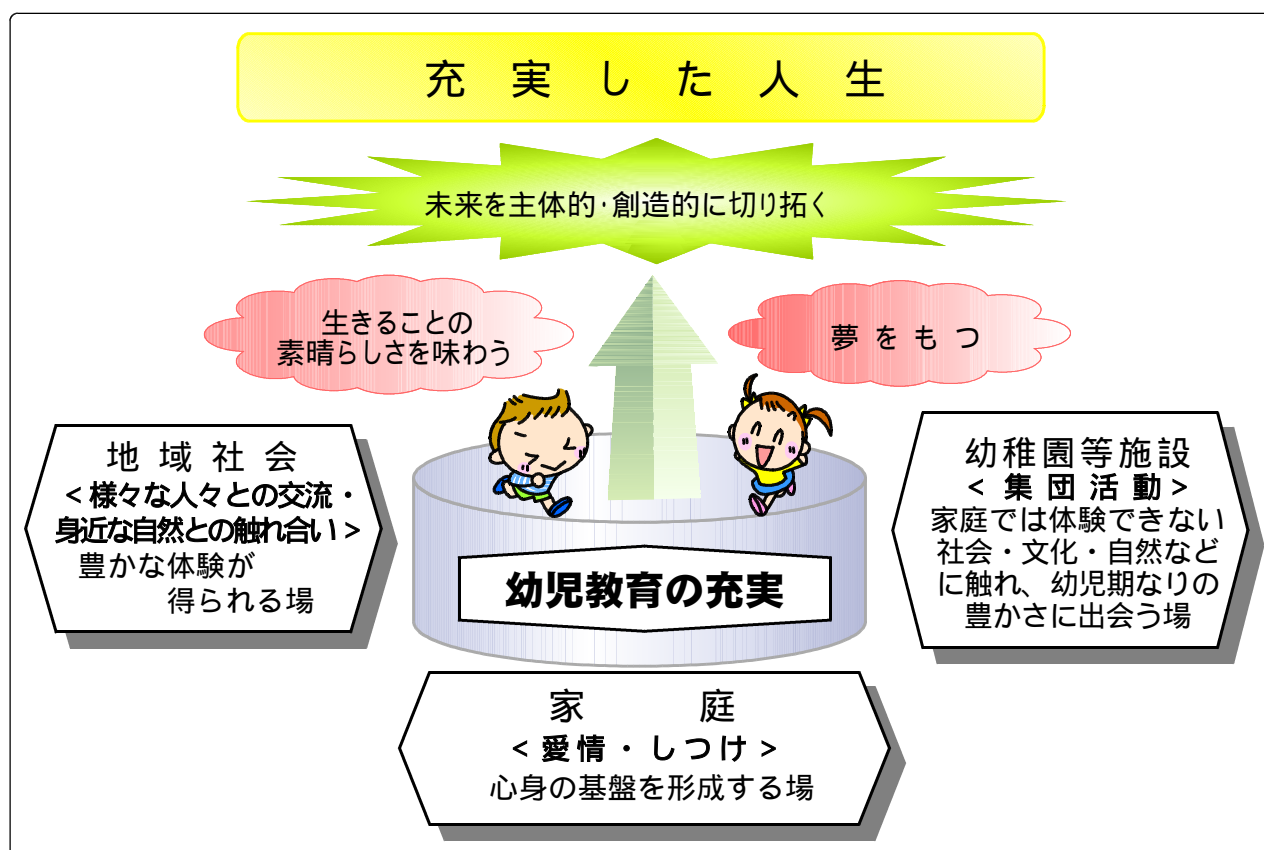 充実した人生
未来を主体的・創造的に切り拓く
生きることの
素晴らしさを味わう
夢をもつ
地域社会
<様々な人々との交流・
身近な自然との触れ合い>
豊かな体験が
得られる場
幼稚園等施設
<集団活動>
家庭では体験できない
社会・文化・自然など
に触れ、幼児期なりの
豊かさに出会う場
幼児教育の充実
家庭
<愛情・しつけ>
心身の基盤を形成する場